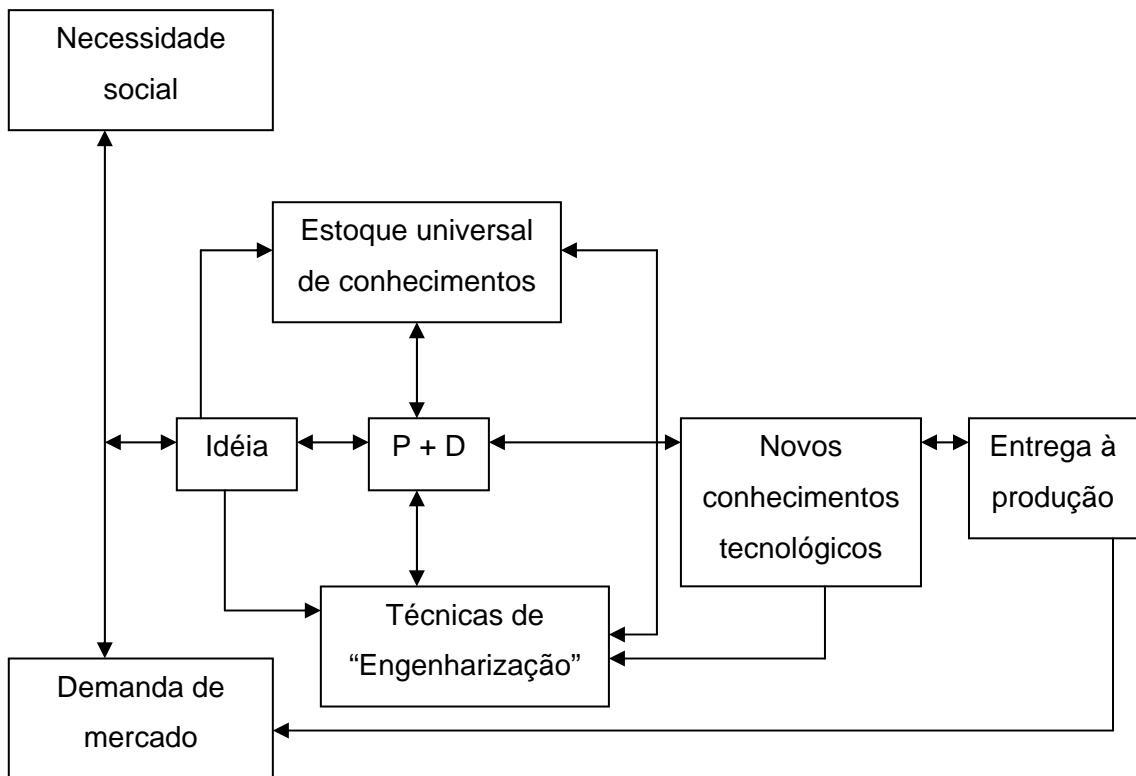 Necessidade
social
Estoque universal
de conhecimentos
Idéia
P + D
Novos
conhecimentos
tecnológicos
Entrega à
produção
Técnicas de
“Engenharização”
Demanda de
mercado